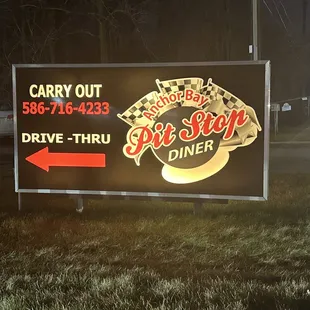 CARRY OUT
586-716-4233
DRIVE -THRU
Anchor Bay
Pit Stop
DINER